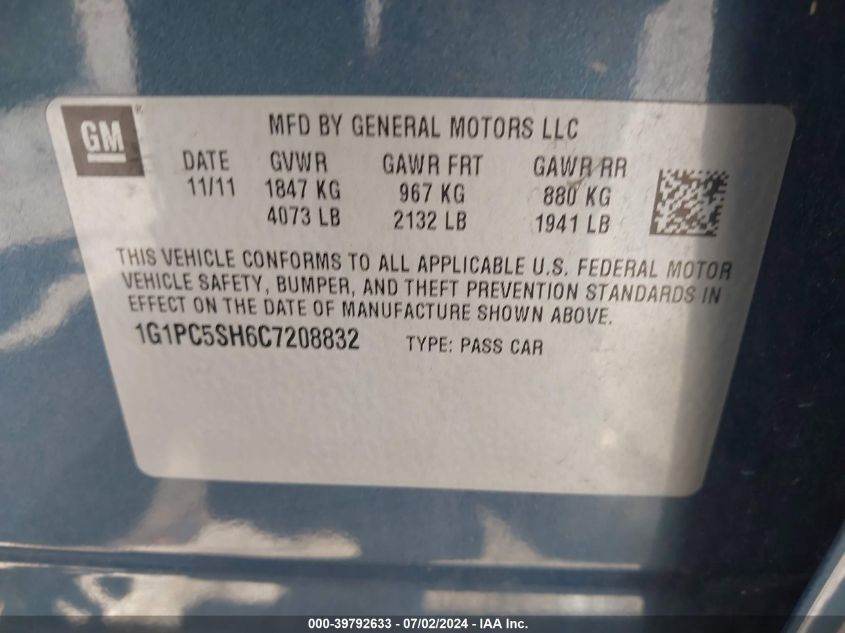 GM
MFD BY GENERAL MOTORS LLC
DATE GVWR GAWR FRT GAWR RR
11/11 1847 KG 967 KG 880 KG
4073 LB 2132 LB 1941 LB
THIS VEHICLE CONFORMS TO ALL APPLICABLE U.S. FEDERAL MOTOR
VEHICLE SAFETY, BUMPER, AND THEFT PREVENTION STANDARDS IN
EFFECT ON THE DATE OF MANUFACTURE SHOWN ABOVE.
1G1PC5SH6C7208832 TYPE: PASS CAR
000-39792633 - 07/02/2024 - IAA Inc.